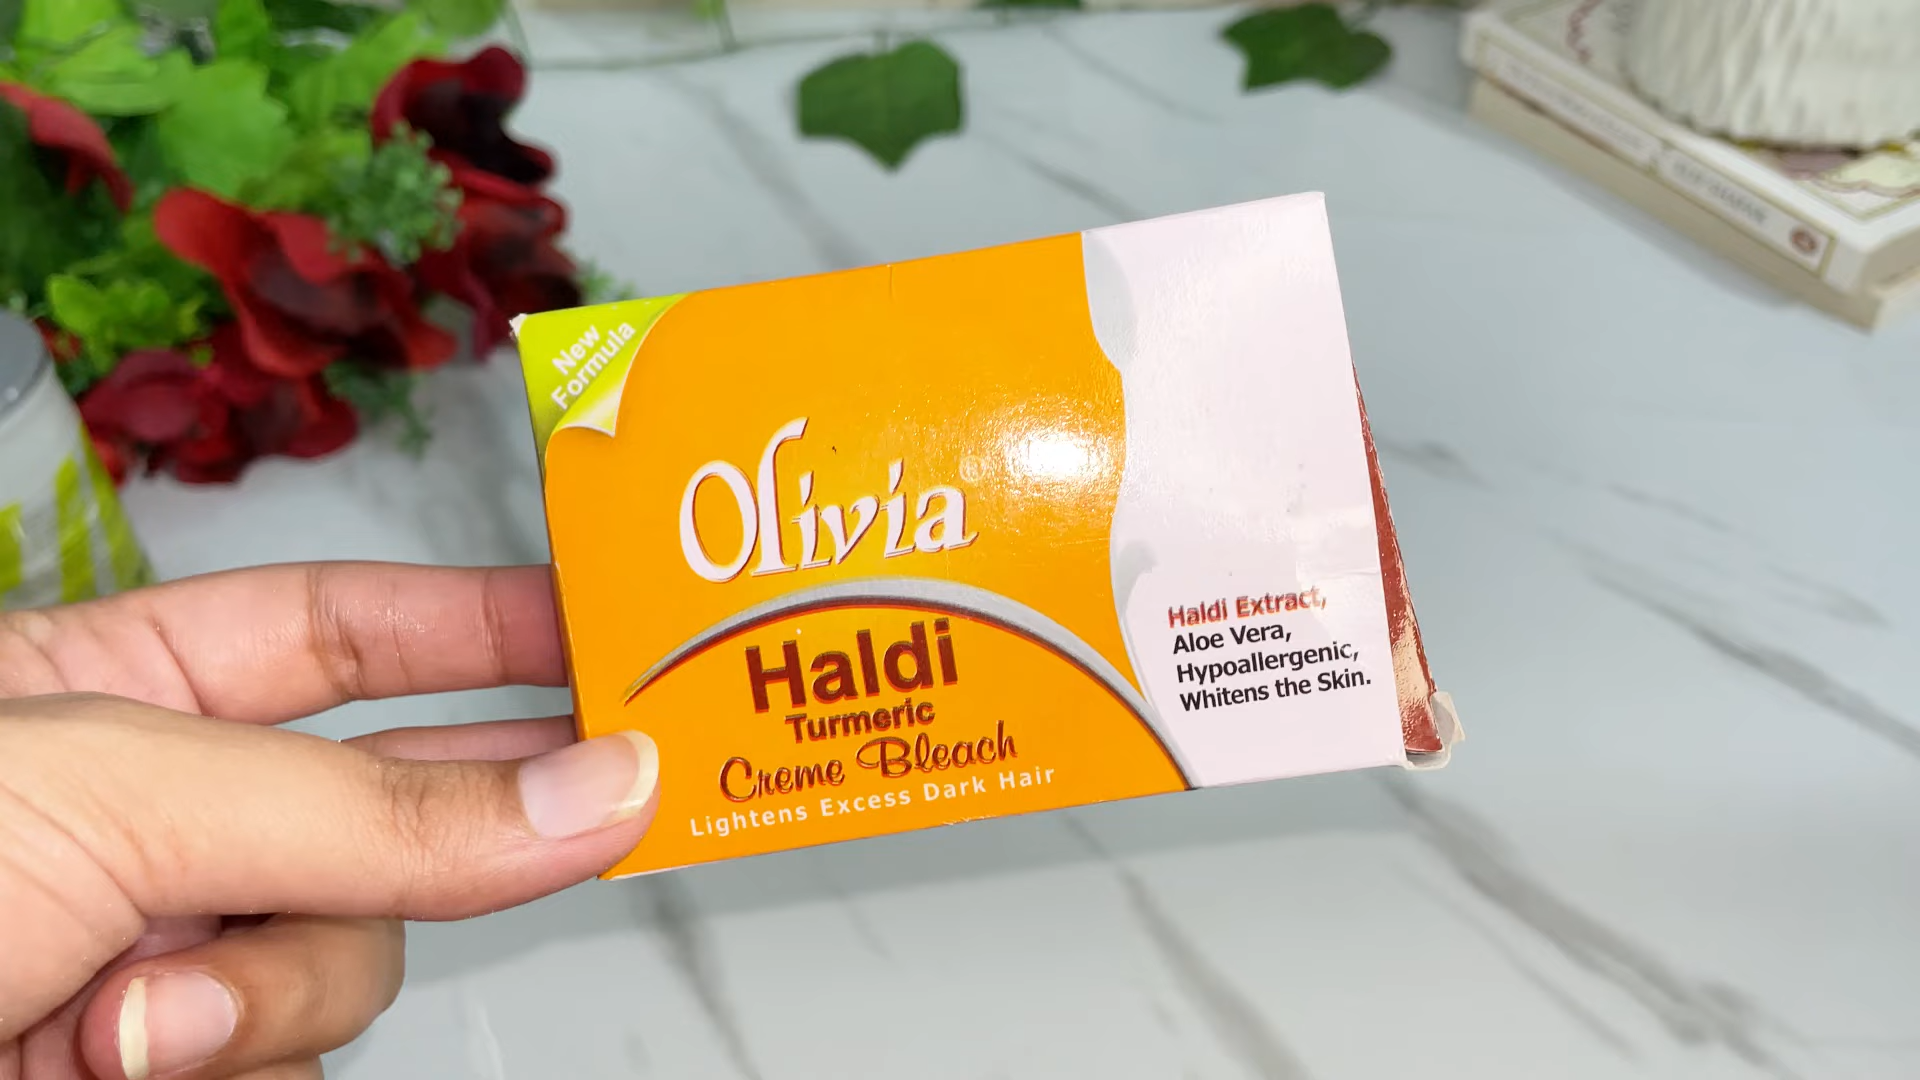 New
Formula
Olivia®
Haldi
Turmeric
Creme Bleach
Lightens Excess Dark Hair
Haldi Extract,
Aloe Vera,
Hypoallergenic,
Whitens the Skin.